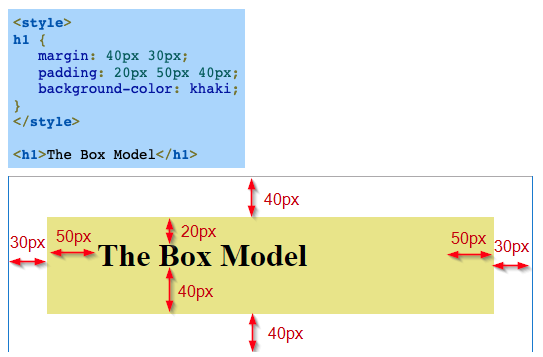 <style>
h1 {
   margin: 40px 30px;
   padding: 20px 50px 40px;
   background-color: khaki;
}
</style>

<h1>The Box Model</h1>
40px
20px
50px
50px
30px
30px
The Box Model
40px
40px